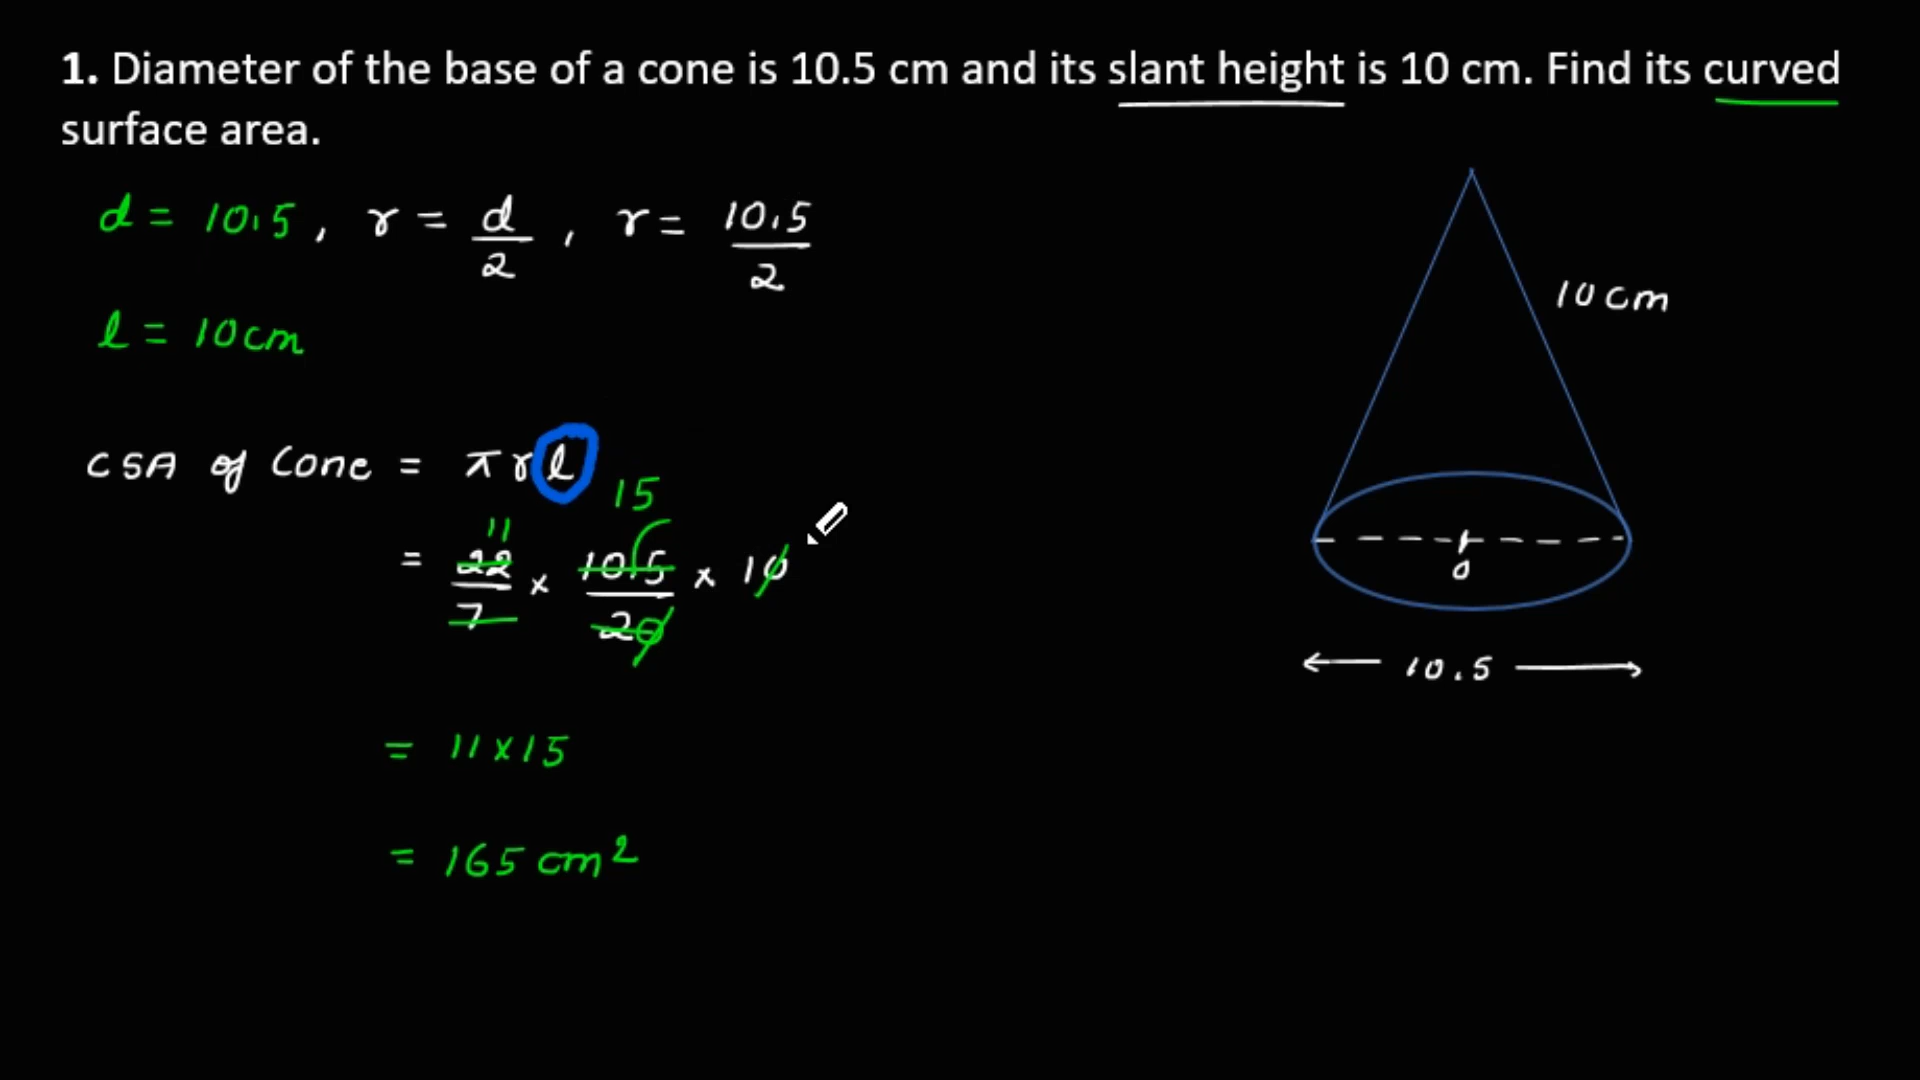 1. Diameter of the base of a cone is 10.5 cm and its slant height is 10 cm. Find its curved
surface area.
d = 10.5, r = d/2, r = 10.5/2
l = 10cm
10 cm
CSA of Cone = πrl
15
11
= 22/7 × 10.5/20 × 10
o
10.5
= 11×15
= 165 cm²